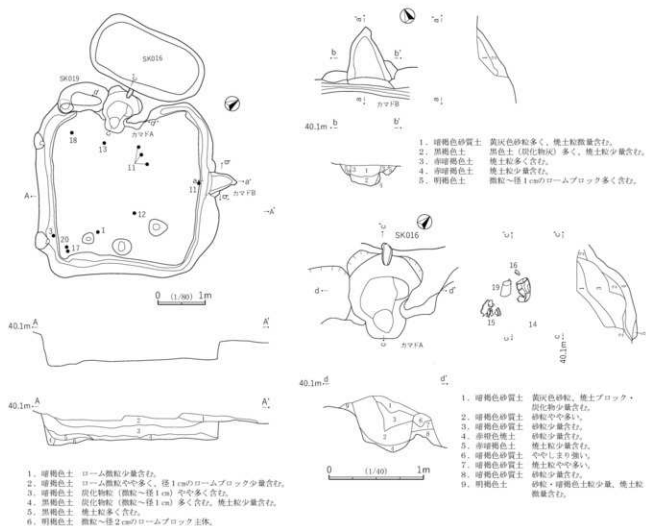 SK016
SK019
d
カマドA
d'
18
13
11
a
a
11
a'
カマドB
a'
A
A'
12
3
1
20
17
0 (1/80) 1m
40.1m A A'
40.1m A A'
2
1
3
1. 暗褐色土 ローム微粒少量含む。
2. 暗褐色土 ローム微粒やや多く、径1cmのロームブロック少量含む。
3. 暗褐色土 炭化物粒(微粒~径1cm)やや多く含む。
4. 黒褐色土 炭化物粒(微粒~径1cm)多く含む。焼土粒少量含む。
5. 黒褐色土 焼土粒多く含む。
6. 明褐色土 微粒~径2cmのロームブロック主体。
b b'
カマドB
40.1m b b'
1
2
1. 暗褐色砂質土 黄灰色砂粒多く、焼土粒微量含む。
2. 黒褐色土 黒色土(炭化物灰)多く、焼土粒少量含む。
3. 赤暗褐色土 焼土粒多く含む。
4. 赤暗褐色土 焼土粒少量含む。
5. 明褐色土 微粒~径1cmのロームブロック多く含む。
SK016
d d'
カマドA
16
19
15
14
40.1m
40.1m d d'
1
3
2
0 (1/40) 1m
1. 暗褐色砂質土 黄灰色砂粒、焼土ブロック・
炭化物少量含む。
2. 暗褐色砂質土 砂粒やや多い。
3. 暗褐色砂質土 砂粒少量含む。
4. 赤橙色焼土 砂粒少量含む。
5. 赤暗褐色土 焼土粒少量含む。
6. 暗褐色砂質土 ややしまり強い。
7. 暗褐色砂質土 焼土粒やや多い。
8. 暗褐色砂質土 砂粒少量含む。
9. 明褐色土 砂粒・暗褐色土粒少量、焼土粒
微量含む。